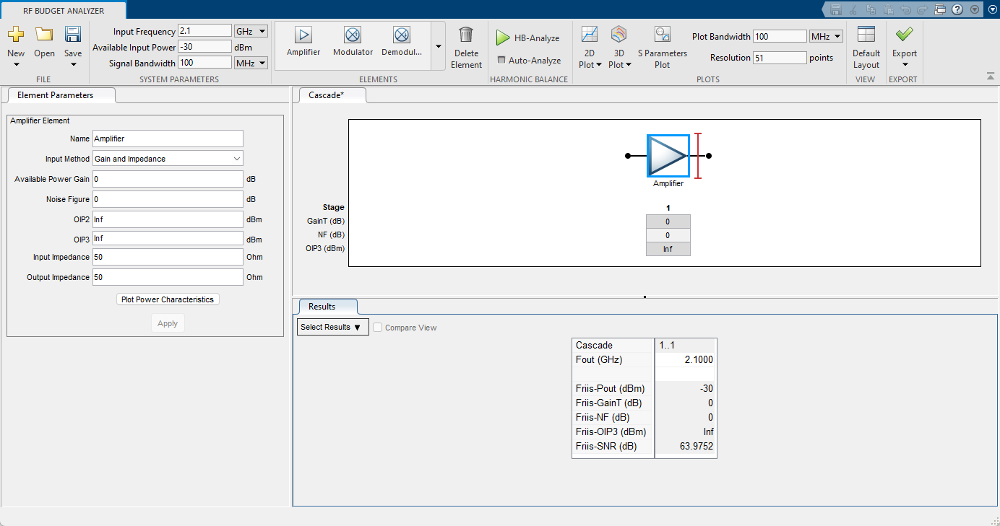 RF BUDGET ANALYZER
New
Open
Save
FILE
Input Frequency 2.1 GHz
Available Input Power -30 dBm
Signal Bandwidth 100 MHz
SYSTEM PARAMETERS
Amplifier
Modulator
Demodul...
ELEMENTS
Delete
Element
HB-Analyze
Auto-Analyze
HARMONIC BALANCE
2D
Plot
3D
Plot
S Parameters
Plot
Plot Bandwidth 100 MHz
Resolution 51 points
PLOTS
Default
Layout
VIEW
Export
EXPORT
Element Parameters
Amplifier Element
Name Amplifier
Input Method Gain and Impedance
Available Power Gain 0 dB
Noise Figure 0 dB
OIP2 Inf dBm
OIP3 Inf dBm
Input Impedance 50 Ohm
Output Impedance 50 Ohm
Plot Power Characteristics
Apply
Cascade*
Amplifier
Stage 1
GainT (dB) 0
NF (dB) 0
OIP3 (dBm) Inf
Results
Select Results ▼
Compare View
Cascade 1..1
Fout (GHz) 2.1000
Friis-Pout (dBm) -30
Friis-GainT (dB) 0
Friis-NF (dB) 0
Friis-OIP3 (dBm) Inf
Friis-SNR (dB) 63.9752